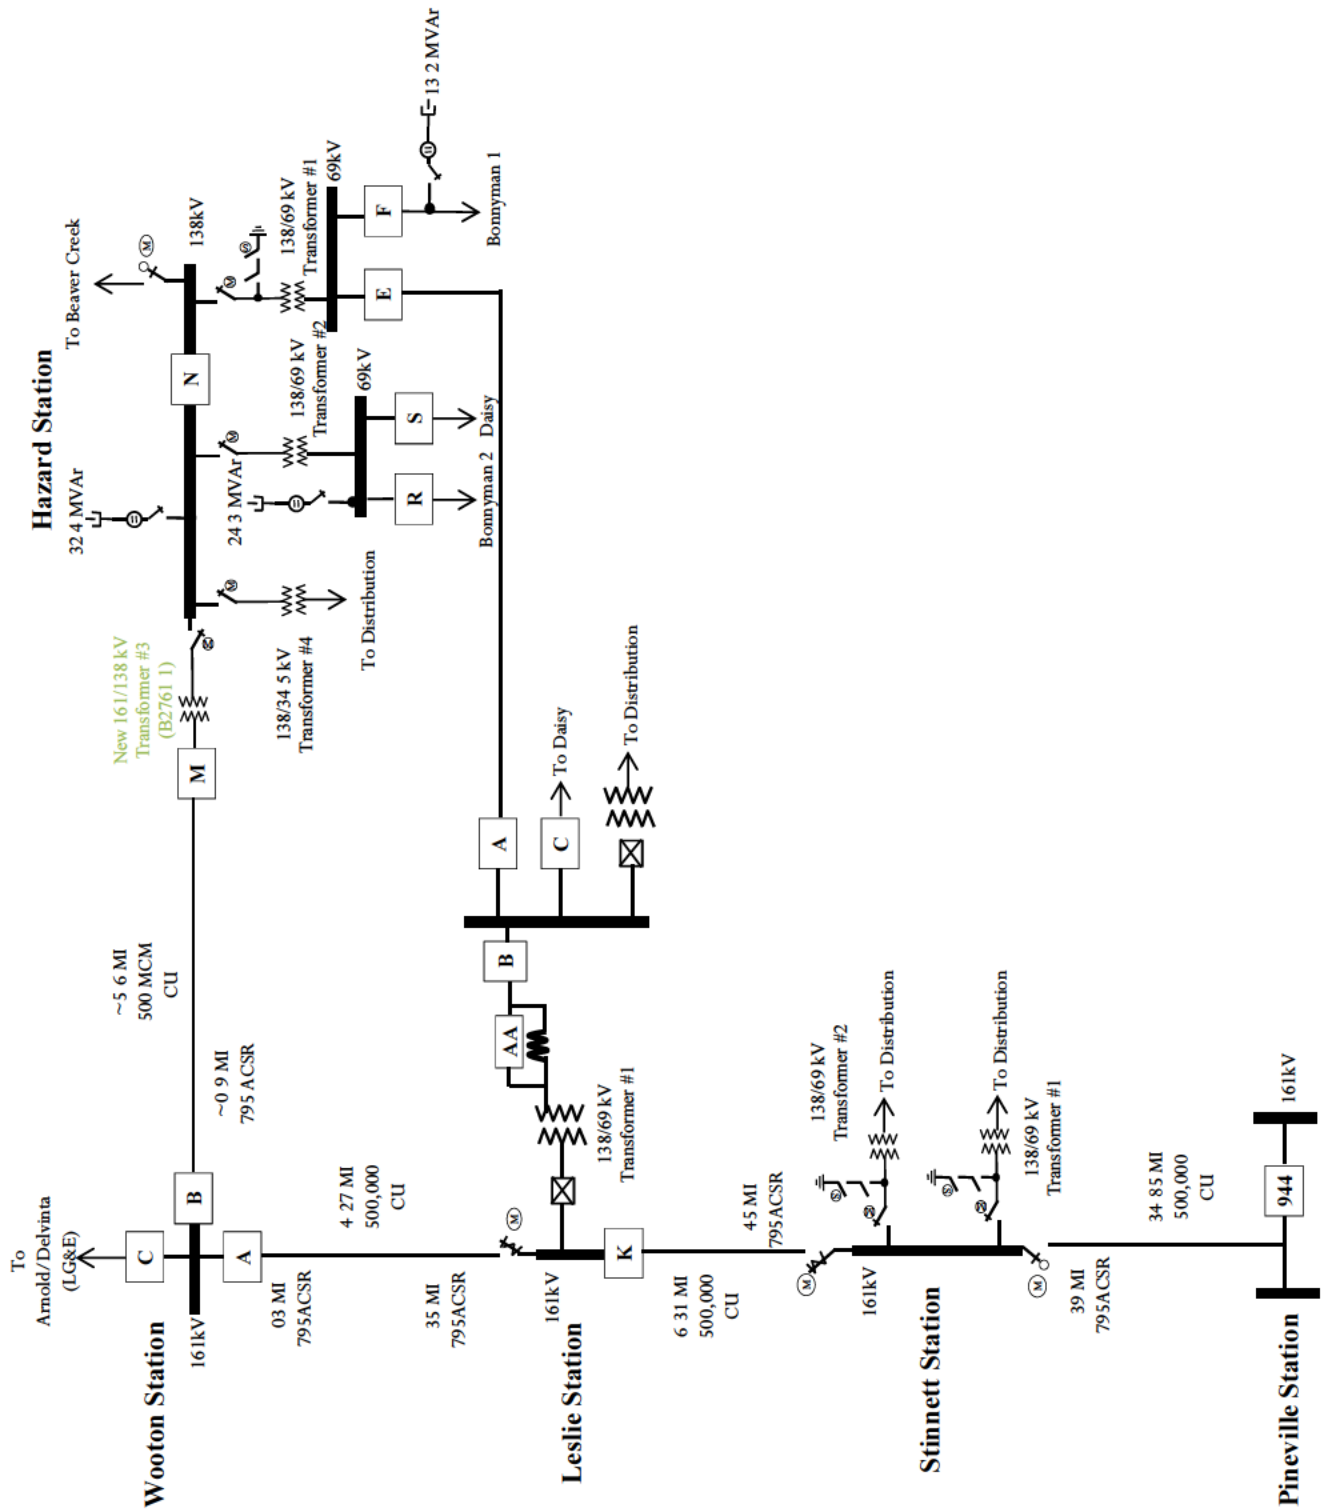 Hazard Station
To Beaver Creek
138kV
M
32 4 MVAr
N
M
S
138/69 kV
Transformer #1
69kV
E
F
13 2 MVAr
Bonnyman 1
M
138/69 kV
Transformer #2
69kV
24 3 MVAr
R
S
Bonnyman 2
Daisy
M
138/34 5 kV
Transformer #4
To Distribution
New 161/138 kV
Transformer #3
(B2761 1)
M
~5 6 MI
500 MCM
CU
~0 9 MI
795 ACSR
To
Arnold/Delvinta
(LG&E)
C
B
A
161kV
Wooton Station
03 MI
795ACSR
4 27 MI
500,000
CU
35 MI
795ACSR
M
161kV
K
Leslie Station
138/69 kV
Transformer #1
AA
B
A
C
To Daisy
To Distribution
6 31 MI
500,000
CU
45 MI
795ACSR
M
161kV
Stinnett Station
138/69 kV
Transformer #2
S
To Distribution
138/69 kV
Transformer #1
S
To Distribution
M
39 MI
795ACSR
34 85 MI
500,000
CU
944
161kV
Pineville Station